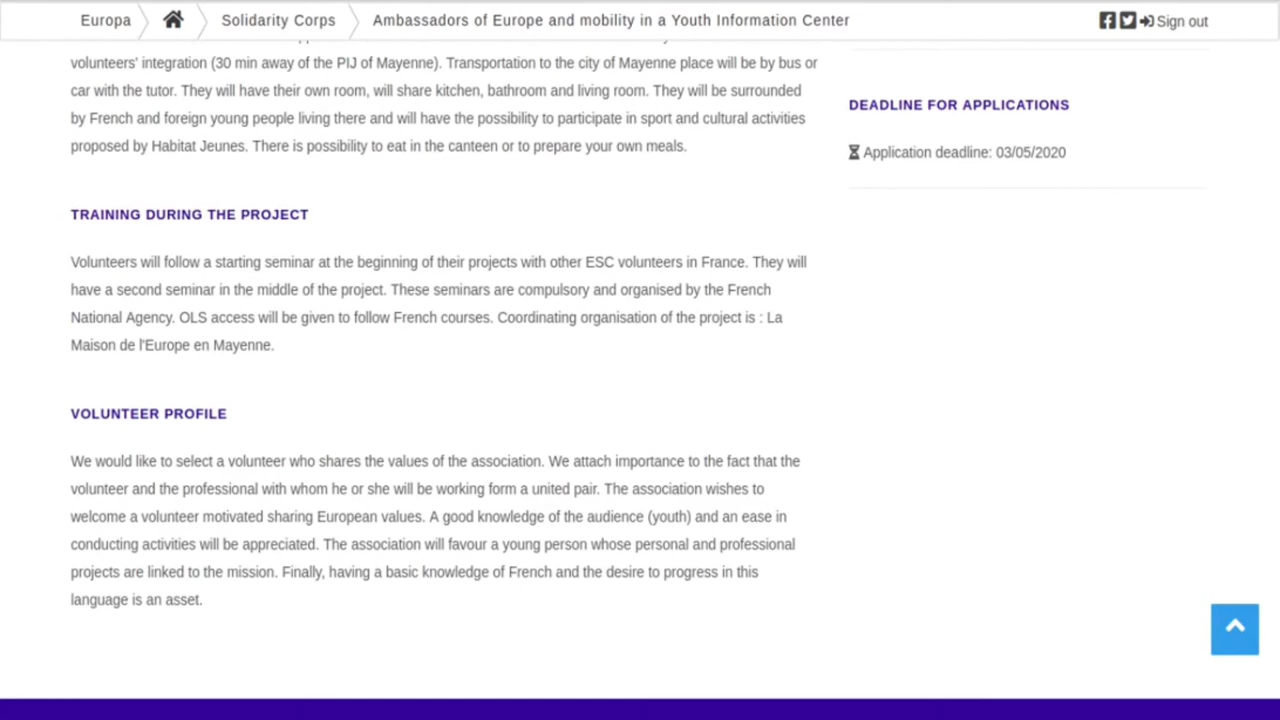 Europa
Solidarity Corps
Ambassadors of Europe and mobility in a Youth Information Center
Sign out
volunteers' integration (30 min away of the PIJ of Mayenne). Transportation to the city of Mayenne place will be by bus or
car with the tutor. They will have their own room, will share kitchen, bathroom and living room. They will be surrounded
by French and foreign young people living there and will have the possibility to participate in sport and cultural activities
proposed by Habitat Jeunes. There is possibility to eat in the canteen or to prepare your own meals.
TRAINING DURING THE PROJECT
Volunteers will follow a starting seminar at the beginning of their projects with other ESC volunteers in France. They will
have a second seminar in the middle of the project. These seminars are compulsory and organised by the French
National Agency. OLS access will be given to follow French courses. Coordinating organisation of the project is : La
Maison de l'Europe en Mayenne.
VOLUNTEER PROFILE
We would like to select a volunteer who shares the values of the association. We attach importance to the fact that the
volunteer and the professional with whom he or she will be working form a united pair. The association wishes to
welcome a volunteer motivated sharing European values. A good knowledge of the audience (youth) and an ease in
conducting activities will be appreciated. The association will favour a young person whose personal and professional
projects are linked to the mission. Finally, having a basic knowledge of French and the desire to progress in this
language is an asset.
DEADLINE FOR APPLICATIONS
Application deadline: 03/05/2020